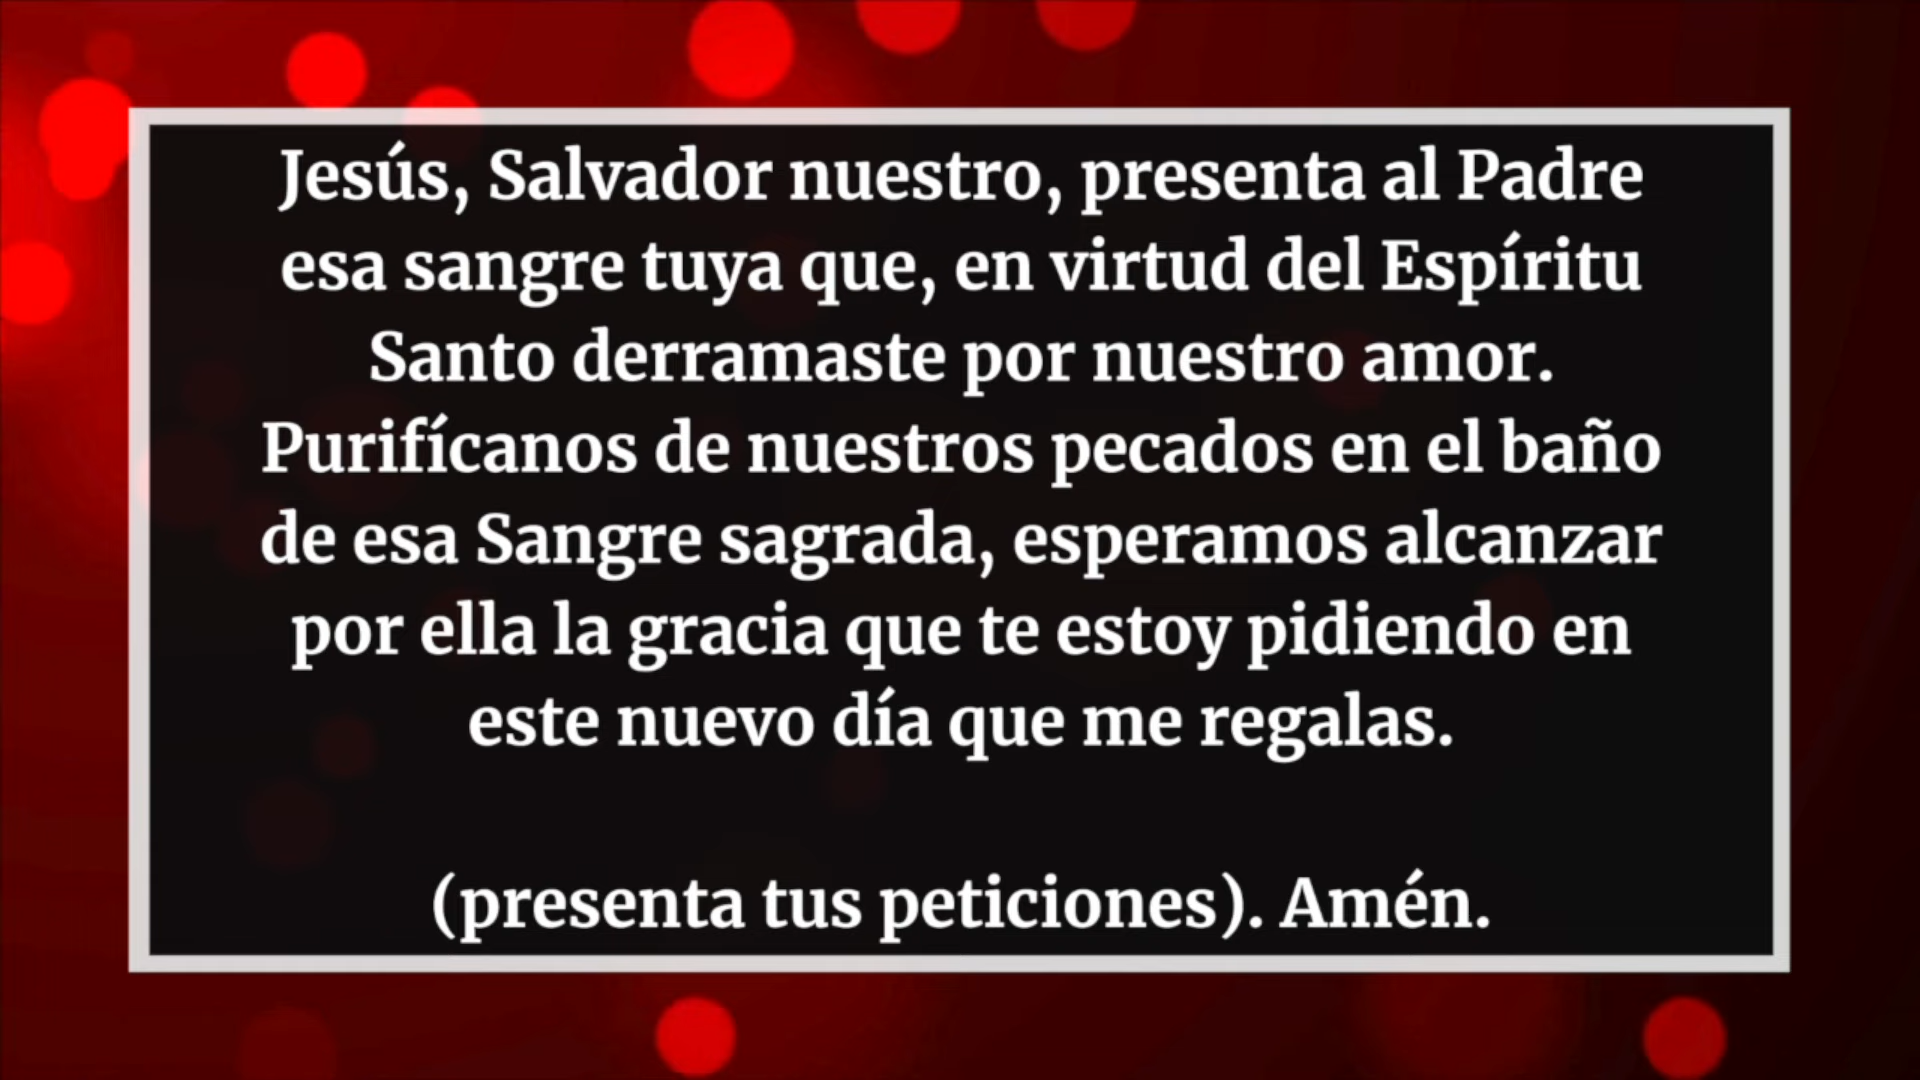 Jesús, Salvador nuestro, presenta al Padre
esa sangre tuya que, en virtud del Espíritu
Santo derramaste por nuestro amor.
Purifícanos de nuestros pecados en el baño
de esa Sangre sagrada, esperamos alcanzar
por ella la gracia que te estoy pidiendo en
este nuevo día que me regalas.
(presenta tus peticiones). Amén.